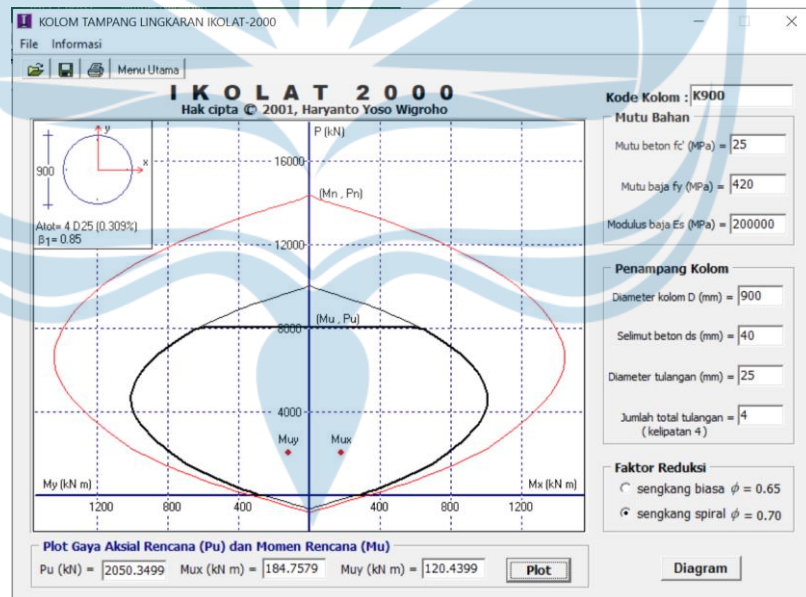 KOLOM TAMPANG LINGKARAN IKOLAT-2000
File Informasi
Menu Utama
I K O L A T 2 0 0 0
Hak cipta © 2001, Haryanto Yoso Wigroho
Kode Kolom : K900
Mutu Bahan
Mutu beton fc' (MPa) = 25
Mutu baja fy (MPa) = 420
Modulus baja Es (MPa) = 200000
Penampang Kolom
Diameter kolom D (mm) = 900
Selimut beton ds (mm) = 40
Diameter tulangan (mm) = 25
Jumlah total tulangan = 4
(kelipatan 4)
Faktor Reduksi
sengkang biasa ϕ = 0.65
sengkang spiral ϕ = 0.70
Diagram
y
x
900
Atot= 4 D25 (0.309%)
β1= 0.85
P (kN)
16000
(Mn , Pn)
12000
(Mu , Pu)
8000
4000
Muy Mux
My (kN m) Mx (kN m)
1200 800 400 400 800 1200
Plot Gaya Aksial Rencana (Pu) dan Momen Rencana (Mu)
Pu (kN) = 2050.3499 Mux (kN m) = 184.7579 Muy (kN m) = 120.4399 Plot